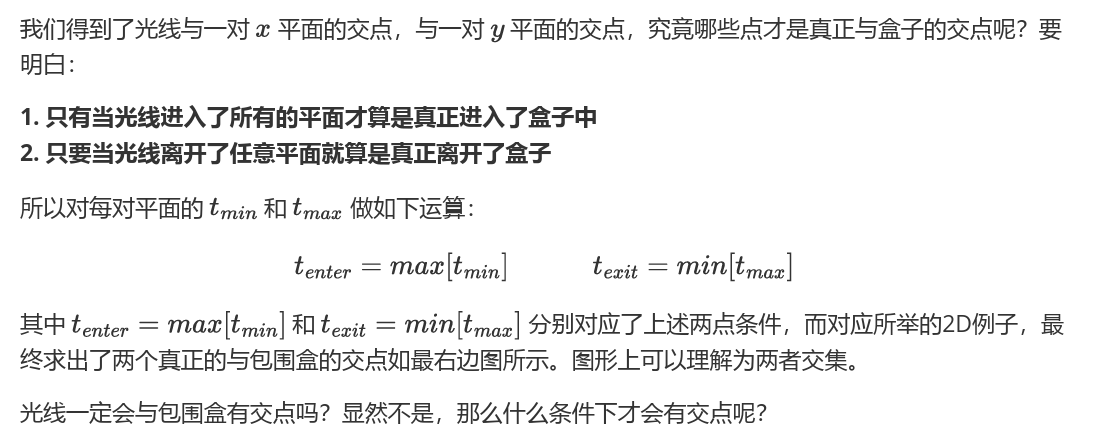 我们得到了光线与一对 x 平面的交点，与一对 y 平面的交点，究竟哪些点才是真正与盒子的交点呢？要
明白：
1. 只有当光线进入了所有的平面才算是真正进入了盒子中
2. 只要当光线离开了任意平面就算是真正离开了盒子
所以对每对平面的 t_{min} 和 t_{max} 做如下运算：
t_{enter} = max[t_{min}] t_{exit} = min[t_{max}]
其中 t_{enter} = max[t_{min}] 和 t_{exit} = min[t_{max}] 分别对应了上述两点条件，而对应所举的2D例子，最
终求出了两个真正的与包围盒的交点如最右边图所示。图形上可以理解为两者交集。
光线一定会与包围盒有交点吗？显然不是，那么什么条件下才会有交点呢？